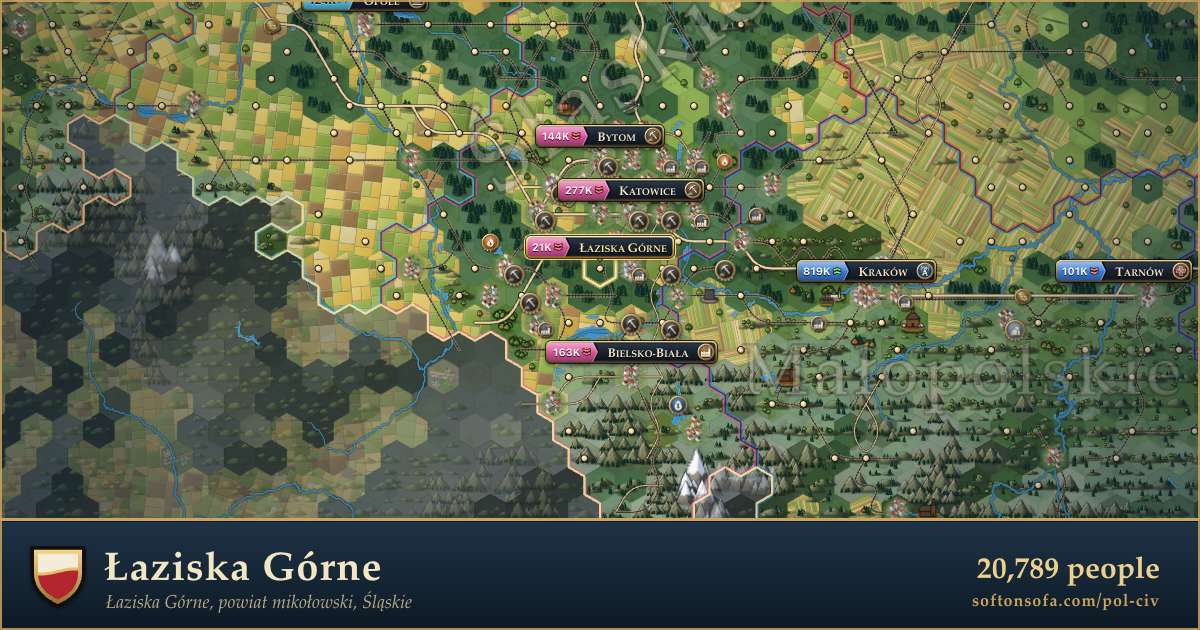 OPOLE
144K BYTOM
277K KATOWICE
21K ŁAZISKA GÓRNE
819K KRAKÓW
101K TARNÓW
163K BIELSKO-BIAŁA
Małopolskie
Łaziska Górne
Łaziska Górne, powiat mikołowski, Śląskie
20,789 people
softonsofa.com/pol-civ